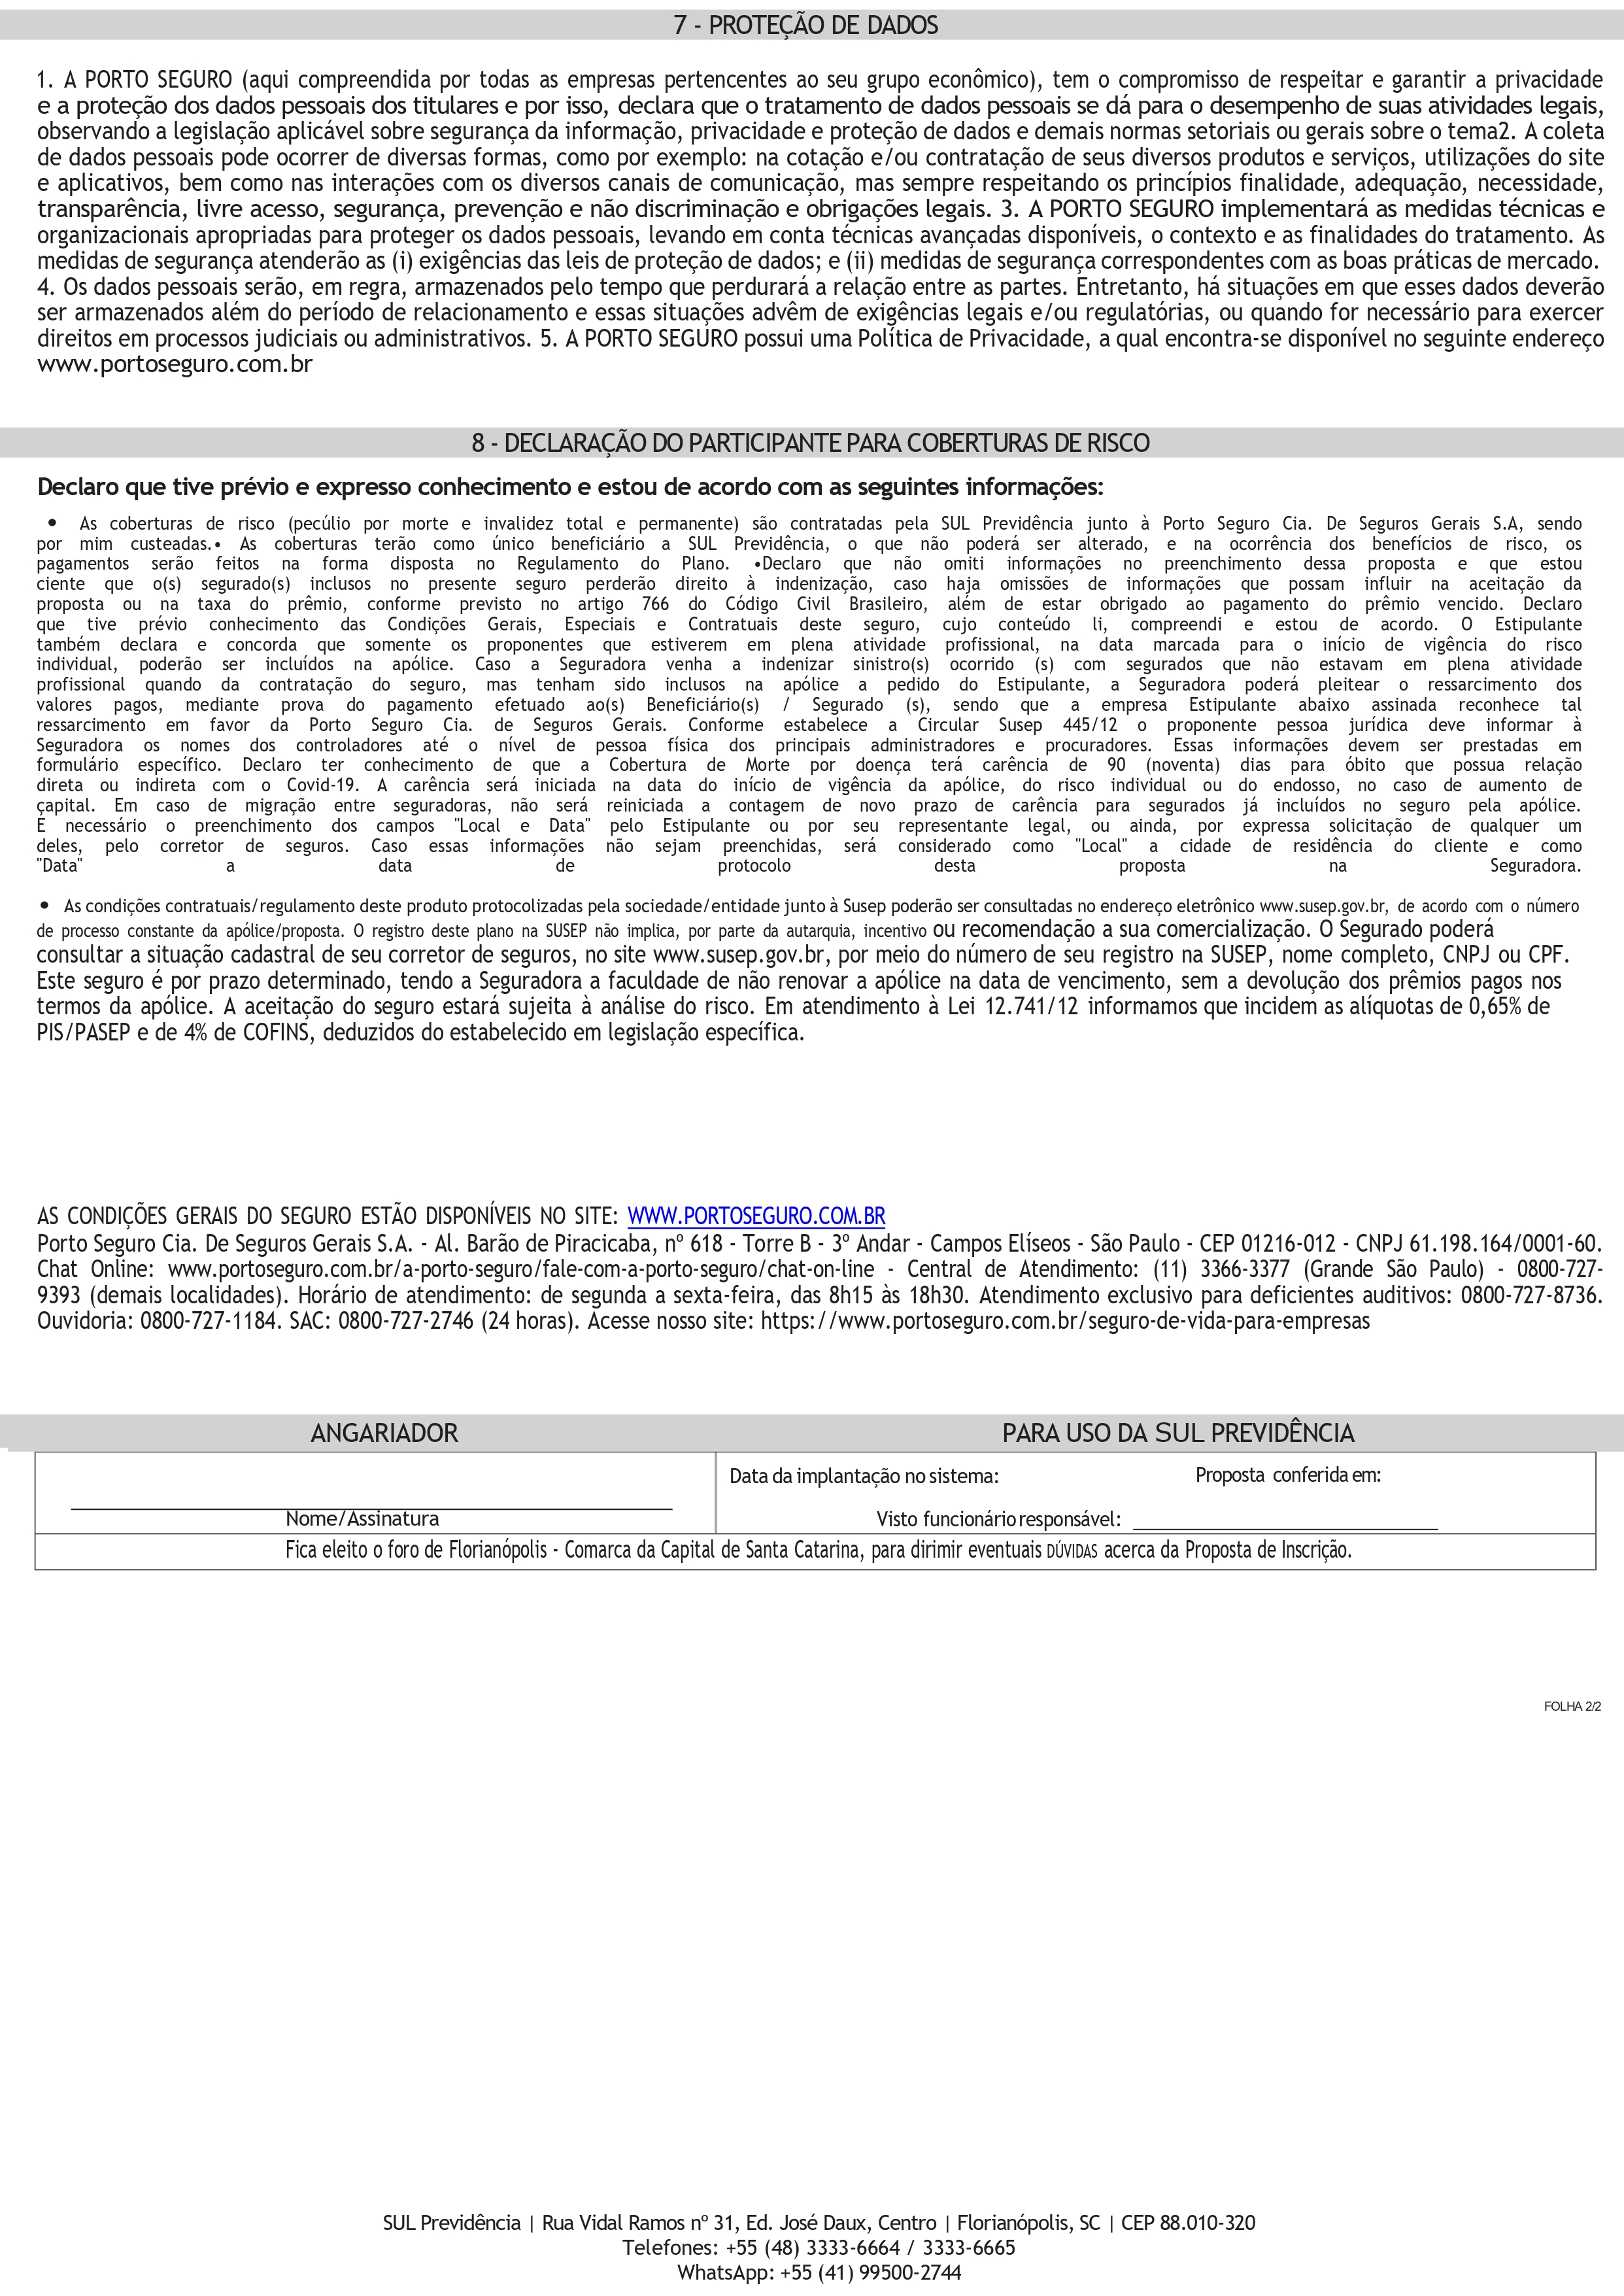 7 - PROTEÇÃO DE DADOS
1. A PORTO SEGURO (aqui compreendida por todas as empresas pertencentes ao seu grupo econômico), tem o compromisso de respeitar e garantir a privacidade
e a proteção dos dados pessoais dos titulares e por isso, declara que o tratamento de dados pessoais se dá para o desempenho de suas atividades legais,
observando a legislação aplicável sobre segurança da informação, privacidade e proteção de dados e demais normas setoriais ou gerais sobre o tema2. A coleta
de dados pessoais pode ocorrer de diversas formas, como por exemplo: na cotação e/ou contratação de seus diversos produtos e serviços, utilizações do site
e aplicativos, bem como nas interações com os diversos canais de comunicação, mas sempre respeitando os princípios finalidade, adequação, necessidade,
transparência, livre acesso, segurança, prevenção e não discriminação e obrigações legais. 3. A PORTO SEGURO implementará as medidas técnicas e
organizacionais apropriadas para proteger os dados pessoais, levando em conta técnicas avançadas disponíveis, o contexto e as finalidades do tratamento. As
medidas de segurança atenderão as (i) exigências das leis de proteção de dados; e (ii) medidas de segurança correspondentes com as boas práticas de mercado.
4. Os dados pessoais serão, em regra, armazenados pelo tempo que perdurará a relação entre as partes. Entretanto, há situações em que esses dados deverão
ser armazenados além do período de relacionamento e essas situações advêm de exigências legais e/ou regulatórias, ou quando for necessário para exercer
direitos em processos judiciais ou administrativos. 5. A PORTO SEGURO possui uma Política de Privacidade, a qual encontra-se disponível no seguinte endereço
www.portoseguro.com.br
8 - DECLARAÇÃO DO PARTICIPANTE PARA COBERTURAS DE RISCO
Declaro que tive prévio e expresso conhecimento e estou de acordo com as seguintes informações:
• As coberturas de risco (pecúlio por morte e invalidez total e permanente) são contratadas pela SUL Previdência junto à Porto Seguro Cia. De Seguros Gerais S.A, sendo
por mim custeadas.• As coberturas terão como único beneficiário a SUL Previdência, o que não poderá ser alterado, e na ocorrência dos benefícios de risco, os
pagamentos serão feitos na forma disposta no Regulamento do Plano. •Declaro que não omiti informações no preenchimento dessa proposta e que estou
ciente que o(s) segurado(s) inclusos no presente seguro perderão direito à indenização, caso haja omissões de informações que possam influir na aceitação da
proposta ou na taxa do prêmio, conforme previsto no artigo 766 do Código Civil Brasileiro, além de estar obrigado ao pagamento do prêmio vencido. Declaro
que tive prévio conhecimento das Condições Gerais, Especiais e Contratuais deste seguro, cujo conteúdo li, compreendi e estou de acordo. O Estipulante
também declara e concorda que somente os proponentes que estiverem em plena atividade profissional, na data marcada para o início de vigência do risco
individual, poderão ser incluídos na apólice. Caso a Seguradora venha a indenizar sinistro(s) ocorrido (s) com segurados que não estavam em plena atividade
profissional quando da contratação do seguro, mas tenham sido inclusos na apólice a pedido do Estipulante, a Seguradora poderá pleitear o ressarcimento dos
valores pagos, mediante prova do pagamento efetuado ao(s) Beneficiário(s) / Segurado (s), sendo que a empresa Estipulante abaixo assinada reconhece tal
ressarcimento em favor da Porto Seguro Cia. de Seguros Gerais. Conforme estabelece a Circular Susep 445/12 o proponente pessoa jurídica deve informar à
Seguradora os nomes dos controladores até o nível de pessoa física dos principais administradores e procuradores. Essas informações devem ser prestadas em
formulário específico. Declaro ter conhecimento de que a Cobertura de Morte por doença terá carência de 90 (noventa) dias para óbito que possua relação
direta ou indireta com o Covid-19. A carência será iniciada na data do início de vigência da apólice, do risco individual ou do endosso, no caso de aumento de
capital. Em caso de migração entre seguradoras, não será reiniciada a contagem de novo prazo de carência para segurados já incluídos no seguro pela apólice.
É necessário o preenchimento dos campos "Local e Data" pelo Estipulante ou por seu representante legal, ou ainda, por expressa solicitação de qualquer um
deles, pelo corretor de seguros. Caso essas informações não sejam preenchidas, será considerado como "Local" a cidade de residência do cliente e como
"Data" a data de protocolo desta proposta na Seguradora.
• As condições contratuais/regulamento deste produto protocolizadas pela sociedade/entidade junto à Susep poderão ser consultadas no endereço eletrônico www.susep.gov.br, de acordo com o número
de processo constante da apólice/proposta. O registro deste plano na SUSEP não implica, por parte da autarquia, incentivo ou recomendação a sua comercialização. O Segurado poderá
consultar a situação cadastral de seu corretor de seguros, no site www.susep.gov.br, por meio do número de seu registro na SUSEP, nome completo, CNPJ ou CPF.
Este seguro é por prazo determinado, tendo a Seguradora a faculdade de não renovar a apólice na data de vencimento, sem a devolução dos prêmios pagos nos
termos da apólice. A aceitação do seguro estará sujeita à análise do risco. Em atendimento à Lei 12.741/12 informamos que incidem as alíquotas de 0,65% de
PIS/PASEP e de 4% de COFINS, deduzidos do estabelecido em legislação específica.
AS CONDIÇÕES GERAIS DO SEGURO ESTÃO DISPONÍVEIS NO SITE: WWW.PORTOSEGURO.COM.BR
Porto Seguro Cia. De Seguros Gerais S.A. - Al. Barão de Piracicaba, nº 618 - Torre B - 3º Andar - Campos Elíseos - São Paulo - CEP 01216-012 - CNPJ 61.198.164/0001-60.
Chat Online: www.portoseguro.com.br/a-porto-seguro/fale-com-a-porto-seguro/chat-on-line - Central de Atendimento: (11) 3366-3377 (Grande São Paulo) - 0800-727-
9393 (demais localidades). Horário de atendimento: de segunda a sexta-feira, das 8h15 às 18h30. Atendimento exclusivo para deficientes auditivos: 0800-727-8736.
Ouvidoria: 0800-727-1184. SAC: 0800-727-2746 (24 horas). Acesse nosso site: https://www.portoseguro.com.br/seguro-de-vida-para-empresas
ANGARIADOR
PARA USO DA SUL PREVIDÊNCIA
Data da implantação no sistema: Proposta conferida em:
Nome/Assinatura
Visto funcionário responsável:
Fica eleito o foro de Florianópolis - Comarca da Capital de Santa Catarina, para dirimir eventuais DÚVIDAS acerca da Proposta de Inscrição.
FOLHA 2/2
SUL Previdência | Rua Vidal Ramos nº 31, Ed. José Daux, Centro | Florianópolis, SC | CEP 88.010-320
Telefones: +55 (48) 3333-6664 / 3333-6665
WhatsApp: +55 (41) 99500-2744